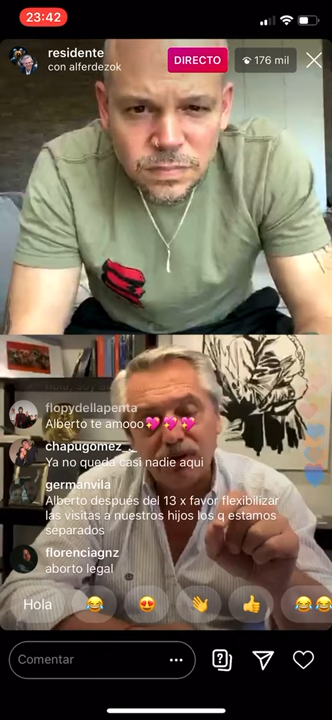 23:42
residente
con alferdezok
DIRECTO
176 mil
flopydellapenta
Alberto te amooo💖💖💖
chapugomez_
Ya no queda casi nadie aqui
germanvila
Alberto después del 13 x favor flexibilizar
las visitas a nuestros hijos los q estamos
separados
florenciagnz
aborto legal
Hola
Comentar